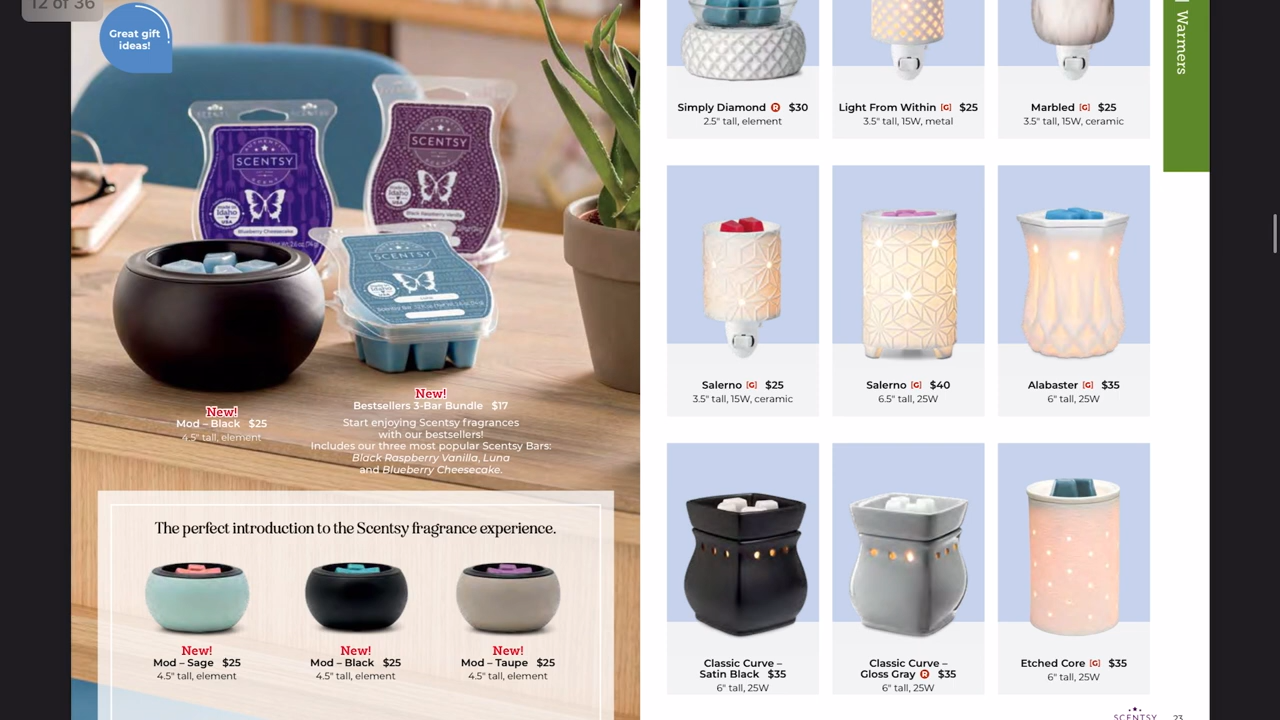 12 of 36
Great gift
ideas!
SCENTSY
Blueberry Cheesecake
SCENTSY
Black Raspberry Vanilla
SCENTSY
New!
Mod – Black $25
4.5" tall, element
New!
Bestsellers 3-Bar Bundle $17
Start enjoying Scentsy fragrances
with our bestsellers!
Includes our three most popular Scentsy Bars:
Black Raspberry Vanilla, Luna
and Blueberry Cheesecake.
The perfect introduction to the Scentsy fragrance experience.
New!
Mod – Sage $25
4.5" tall, element
New!
Mod – Black $25
4.5" tall, element
New!
Mod – Taupe $25
4.5" tall, element
Warmers
Simply Diamond R $30
2.5" tall, element
Light From Within [G] $25
3.5" tall, 15W, metal
Marbled [G] $25
3.5" tall, 15W, ceramic
Salerno [G] $25
3.5" tall, 15W, ceramic
Salerno [G] $40
6.5" tall, 25W
Alabaster [G] $35
6" tall, 25W
Classic Curve –
Satin Black $35
6" tall, 25W
Classic Curve –
Gloss Gray R $35
6" tall, 25W
Etched Core [G] $35
6" tall, 25W
SCENTSY 23